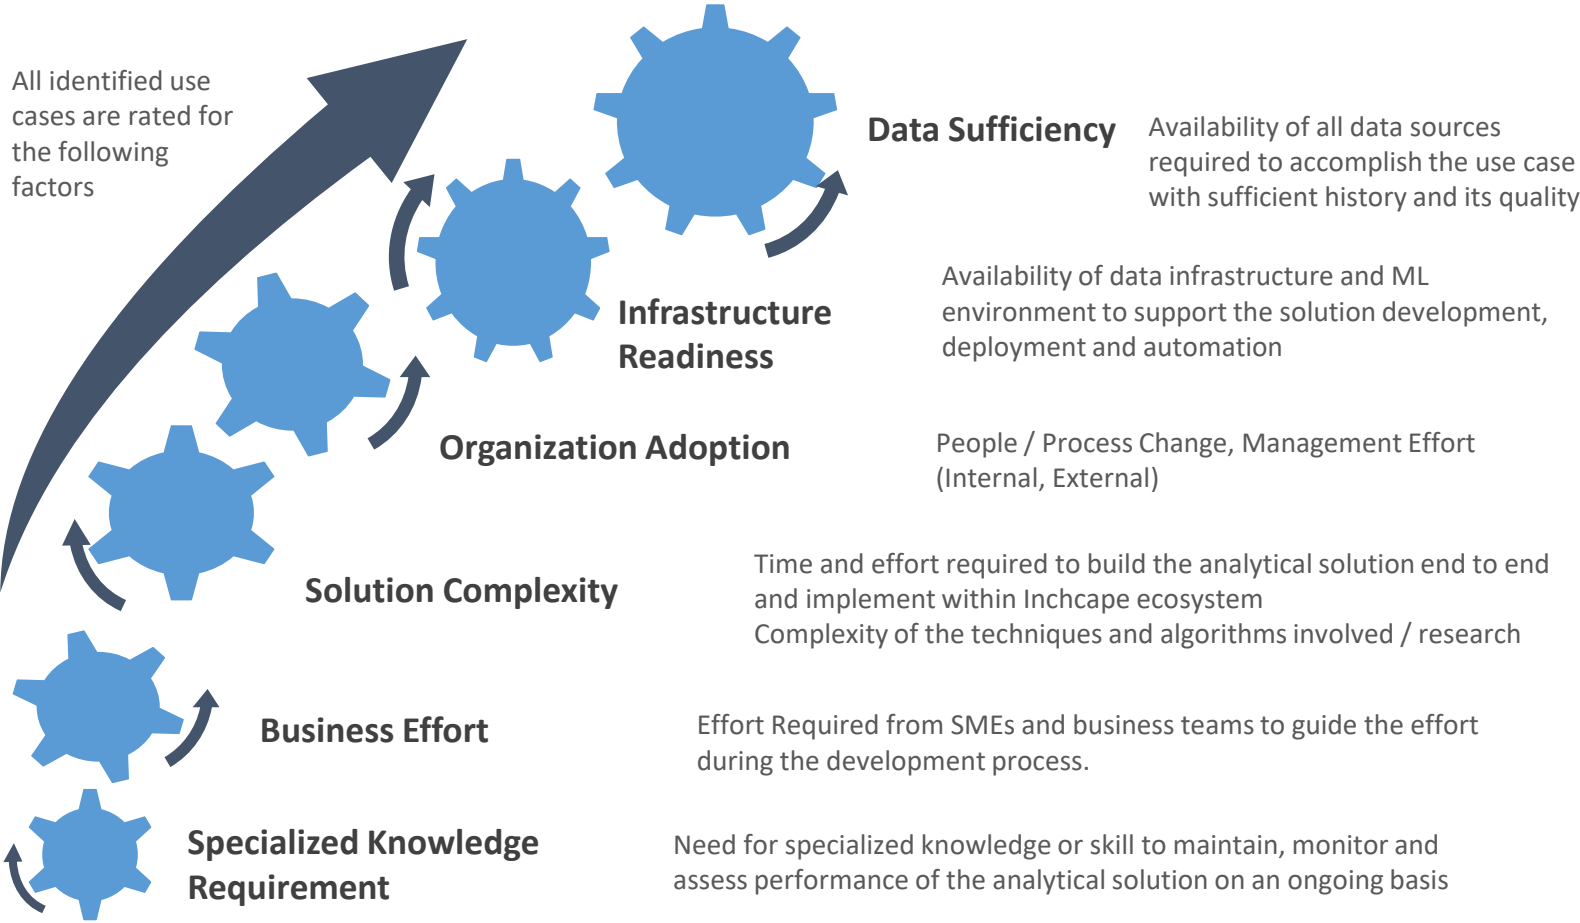 All identified use
cases are rated for
the following
factors
Data Sufficiency
Availability of all data sources
required to accomplish the use case
with sufficient history and its quality
Infrastructure
Readiness
Availability of data infrastructure and ML
environment to support the solution development,
deployment and automation
Organization Adoption
People / Process Change, Management Effort
(Internal, External)
Solution Complexity
Time and effort required to build the analytical solution end to end
and implement within Inchcape ecosystem
Complexity of the techniques and algorithms involved / research
Business Effort
Effort Required from SMEs and business teams to guide the effort
during the development process.
Specialized Knowledge
Requirement
Need for specialized knowledge or skill to maintain, monitor and
assess performance of the analytical solution on an ongoing basis